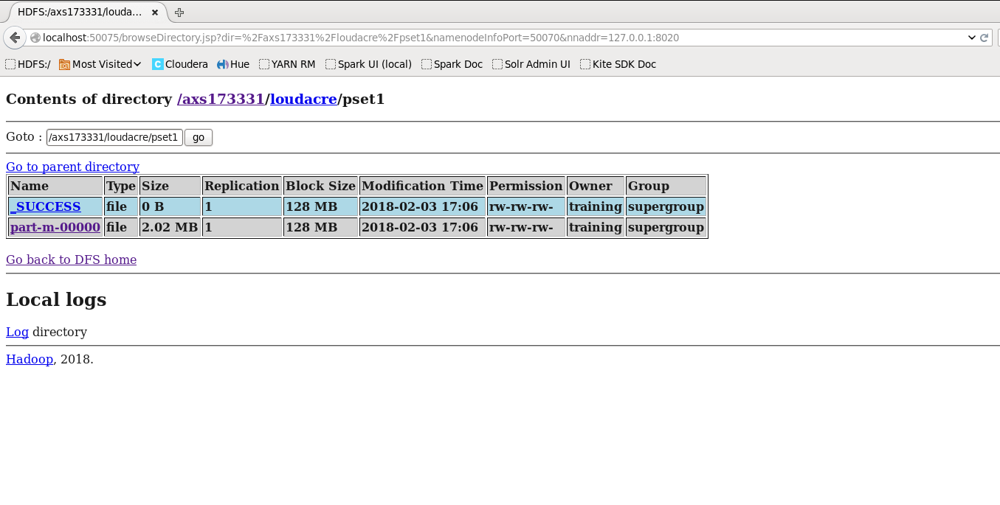 HDFS:/axs173331/louda...
localhost:50075/browseDirectory.jsp?dir=%2Faxs173331%2Floudacre%2Fpset1&namenodeInfoPort=50070&nnaddr=127.0.0.1:8020
HDFS:/ Most Visited Cloudera Hue YARN RM Spark UI (local) Spark Doc Solr Admin UI Kite SDK Doc
Contents of directory /axs173331/loudacre/pset1
Goto : /axs173331/loudacre/pset1 go
Go to parent directory
Name Type Size Replication Block Size Modification Time Permission Owner Group
_SUCCESS file 0 B 1 128 MB 2018-02-03 17:06 rw-rw-rw- training supergroup
part-m-00000 file 2.02 MB 1 128 MB 2018-02-03 17:06 rw-rw-rw- training supergroup
Go back to DFS home
Local logs
Log directory
Hadoop, 2018.